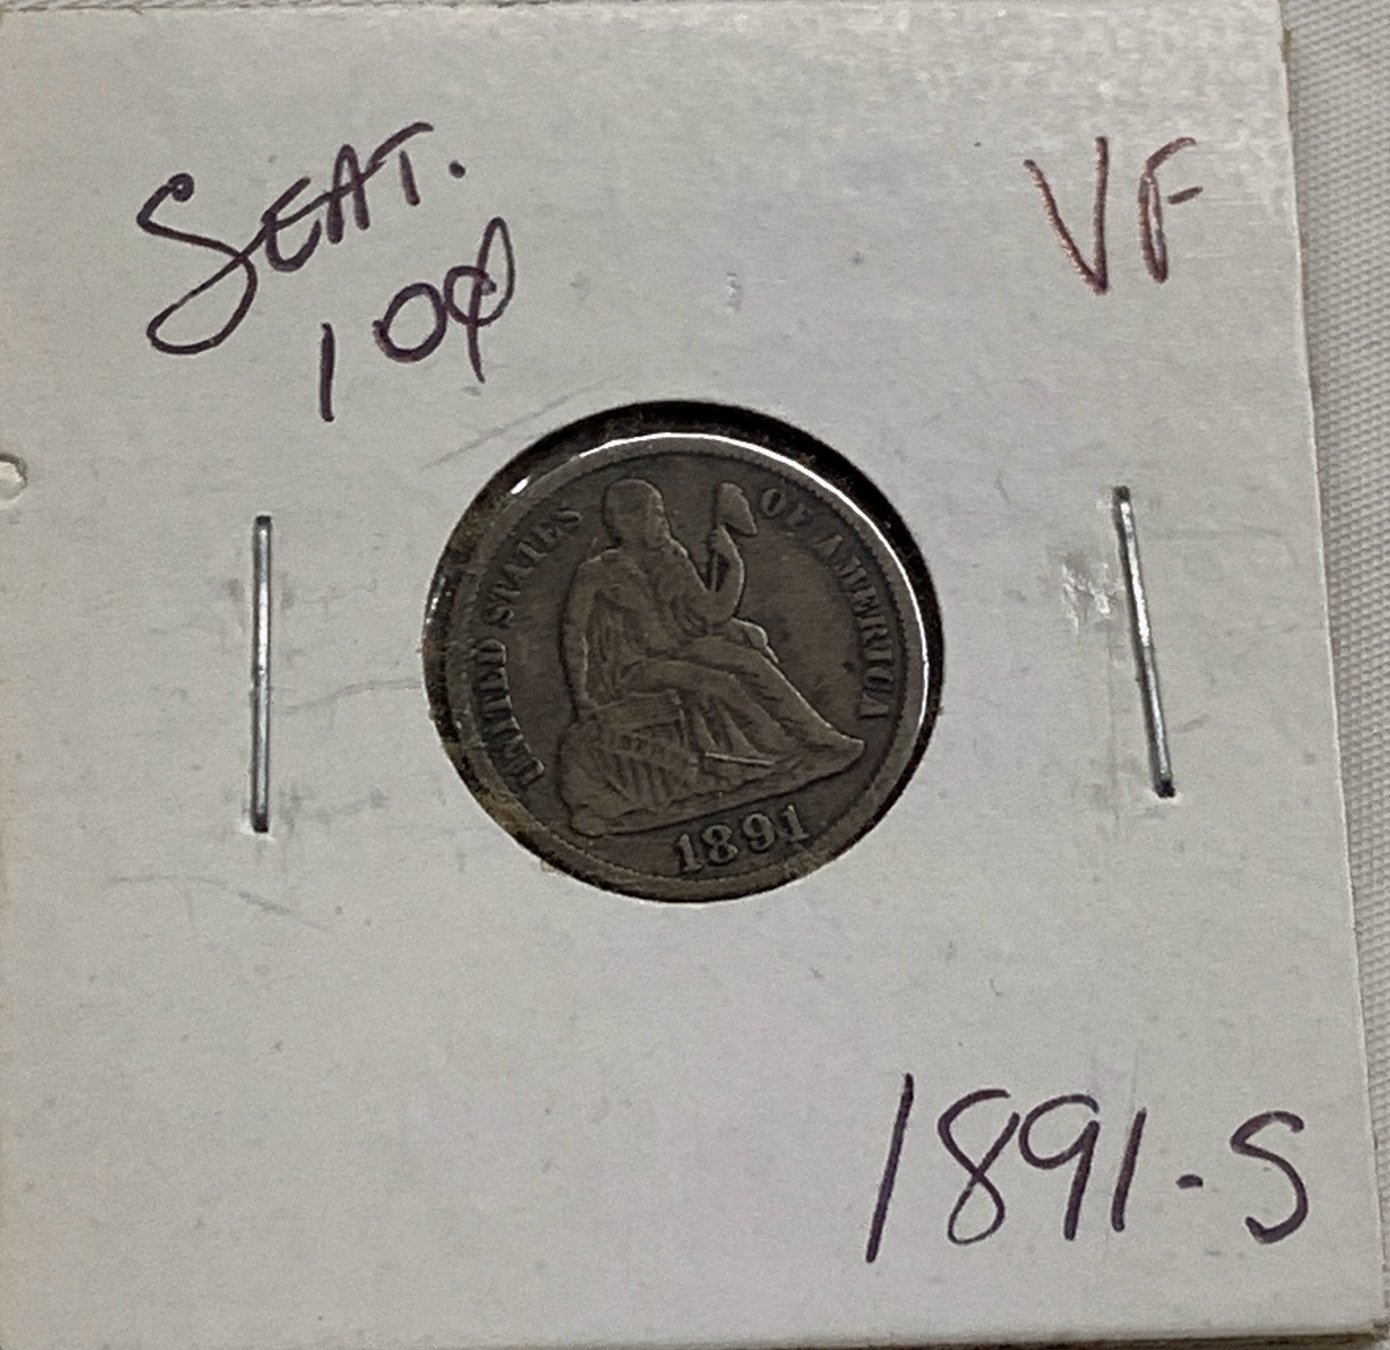 SEAT.
10¢
VF
UNITED STATES OF AMERICA
1891
1891-S